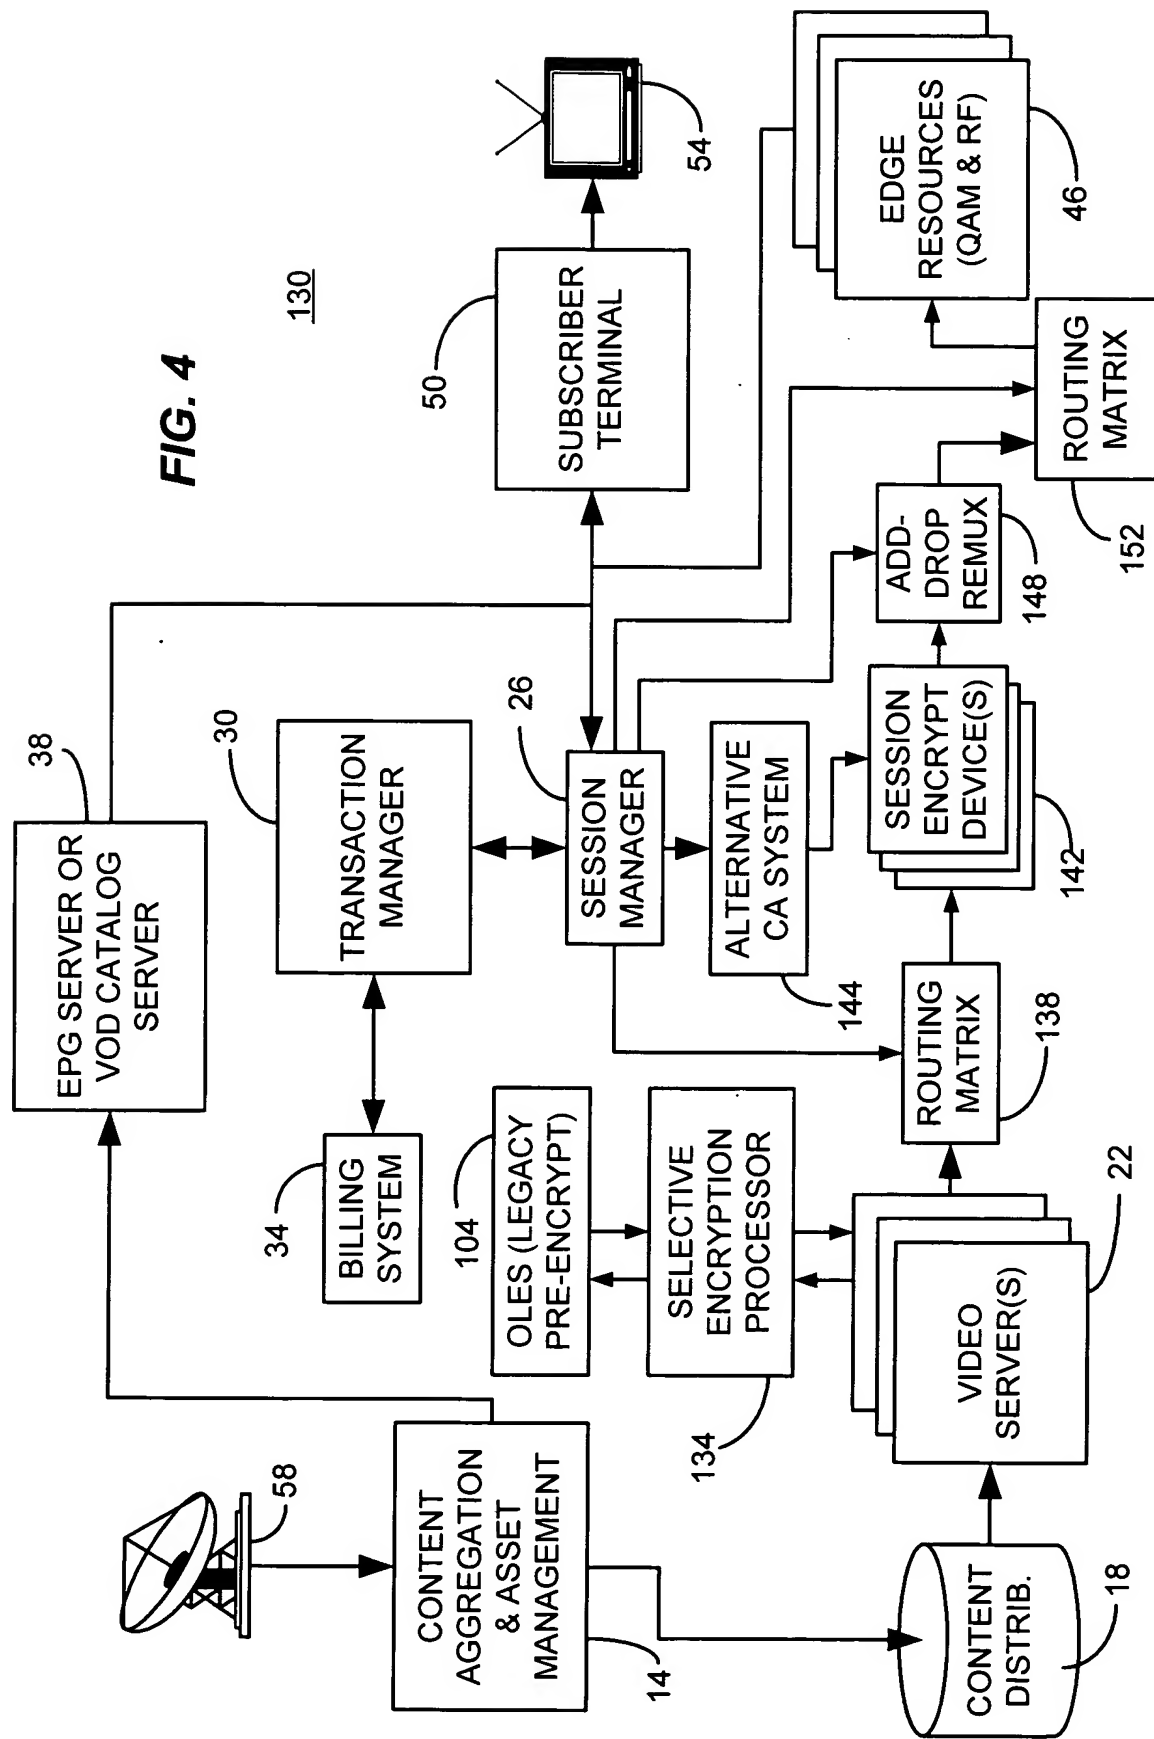 FIG. 4
130
58
CONTENT
AGGREGATION
& ASSET
MANAGEMENT
14
CONTENT
DISTRIB.
18
EPG SERVER OR
VOD CATALOG
SERVER
38
BILLING
SYSTEM
34
TRANSACTION
MANAGER
30
OLES (LEGACY
PRE-ENCRYPT)
104
SELECTIVE
ENCRYPTION
PROCESSOR
134
VIDEO
SERVER(S)
22
SESSION
MANAGER
26
ALTERNATIVE
CA SYSTEM
144
ROUTING
MATRIX
138
SESSION
ENCRYPT
DEVICE(S)
142
ADD-
DROP
REMUX
148
ROUTING
MATRIX
152
SUBSCRIBER
TERMINAL
50
54
EDGE
RESOURCES
(QAM & RF)
46